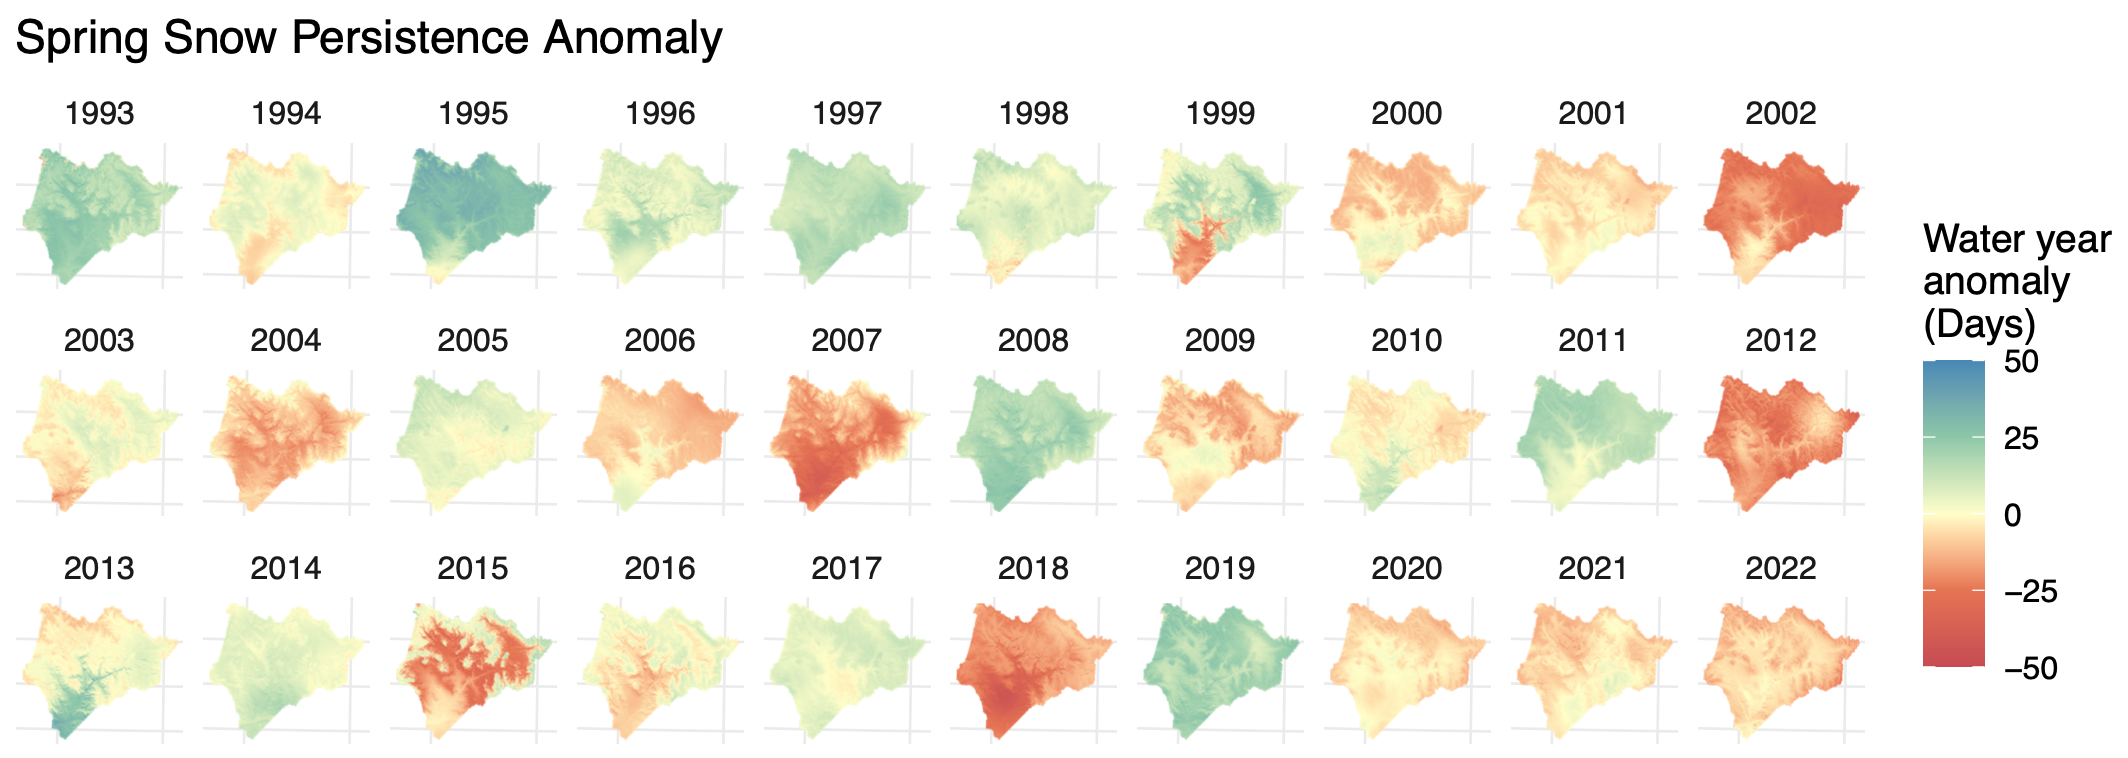 Spring Snow Persistence Anomaly
1993 1994 1995 1996 1997 1998 1999 2000 2001 2002
2003 2004 2005 2006 2007 2008 2009 2010 2011 2012
2013 2014 2015 2016 2017 2018 2019 2020 2021 2022
Water year
anomaly
(Days)
50
25
0
−25
−50